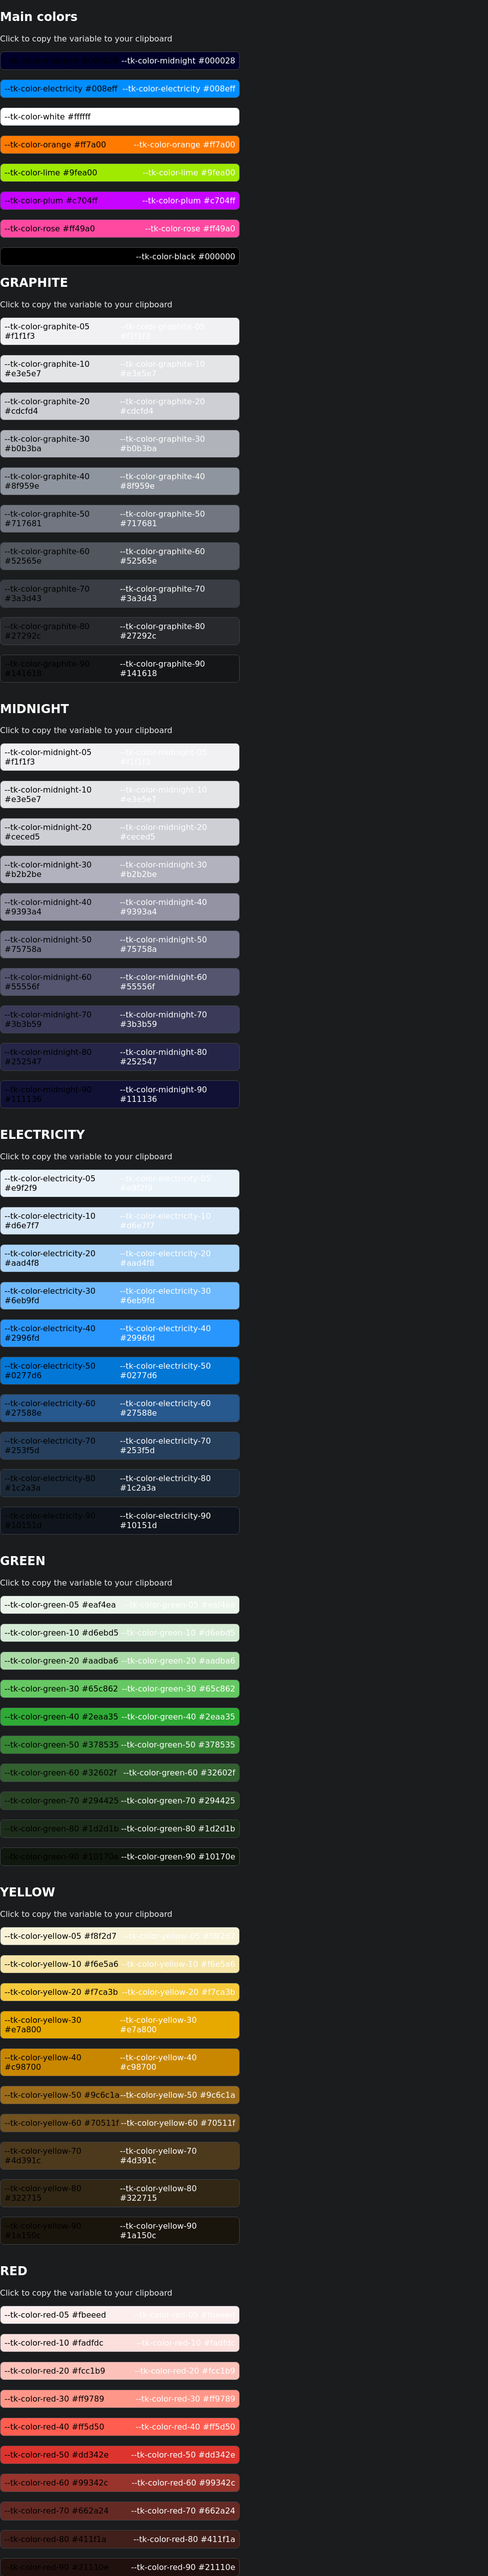 Main colors
Click to copy the variable to your clipboard
--tk-color-midnight #000028
--tk-color-electricity #008eff --tk-color-electricity #008eff
--tk-color-white #ffffff
--tk-color-orange #ff7a00 --tk-color-orange #ff7a00
--tk-color-lime #9fea00 --tk-color-lime #9fea00
--tk-color-plum #c704ff --tk-color-plum #c704ff
--tk-color-rose #ff49a0 --tk-color-rose #ff49a0
--tk-color-black #000000
GRAPHITE
Click to copy the variable to your clipboard
--tk-color-graphite-05 --tk-color-graphite-05
#f1f1f3 #f1f1f3
--tk-color-graphite-10 --tk-color-graphite-10
#e3e5e7 #e3e5e7
--tk-color-graphite-20 --tk-color-graphite-20
#cdcfd4 #cdcfd4
--tk-color-graphite-30 --tk-color-graphite-30
#b0b3ba #b0b3ba
--tk-color-graphite-40 --tk-color-graphite-40
#8f959e #8f959e
--tk-color-graphite-50 --tk-color-graphite-50
#717681 #717681
--tk-color-graphite-60 --tk-color-graphite-60
#52565e #52565e
--tk-color-graphite-70 --tk-color-graphite-70
#3a3d43 #3a3d43
--tk-color-graphite-80 --tk-color-graphite-80
#27292c #27292c
--tk-color-graphite-90 --tk-color-graphite-90
#141618 #141618
MIDNIGHT
Click to copy the variable to your clipboard
--tk-color-midnight-05 --tk-color-midnight-05
#f1f1f3 #f1f1f3
--tk-color-midnight-10 --tk-color-midnight-10
#e3e5e7 #e3e5e7
--tk-color-midnight-20 --tk-color-midnight-20
#ceced5 #ceced5
--tk-color-midnight-30 --tk-color-midnight-30
#b2b2be #b2b2be
--tk-color-midnight-40 --tk-color-midnight-40
#9393a4 #9393a4
--tk-color-midnight-50 --tk-color-midnight-50
#75758a #75758a
--tk-color-midnight-60 --tk-color-midnight-60
#55556f #55556f
--tk-color-midnight-70 --tk-color-midnight-70
#3b3b59 #3b3b59
--tk-color-midnight-80 --tk-color-midnight-80
#252547 #252547
--tk-color-midnight-90 --tk-color-midnight-90
#111136 #111136
ELECTRICITY
Click to copy the variable to your clipboard
--tk-color-electricity-05 --tk-color-electricity-05
#e9f2f9 #e9f2f9
--tk-color-electricity-10 --tk-color-electricity-10
#d6e7f7 #d6e7f7
--tk-color-electricity-20 --tk-color-electricity-20
#aad4f8 #aad4f8
--tk-color-electricity-30 --tk-color-electricity-30
#6eb9fd #6eb9fd
--tk-color-electricity-40 --tk-color-electricity-40
#2996fd #2996fd
--tk-color-electricity-50 --tk-color-electricity-50
#0277d6 #0277d6
--tk-color-electricity-60 --tk-color-electricity-60
#27588e #27588e
--tk-color-electricity-70 --tk-color-electricity-70
#253f5d #253f5d
--tk-color-electricity-80 --tk-color-electricity-80
#1c2a3a #1c2a3a
--tk-color-electricity-90 --tk-color-electricity-90
#10151d #10151d
GREEN
Click to copy the variable to your clipboard
--tk-color-green-05 #eaf4ea
--tk-color-green-10 #d6ebd5 --tk-color-green-10 #d6ebd5
--tk-color-green-20 #aadba6 --tk-color-green-20 #aadba6
--tk-color-green-30 #65c862 --tk-color-green-30 #65c862
--tk-color-green-40 #2eaa35 --tk-color-green-40 #2eaa35
--tk-color-green-50 #378535 --tk-color-green-50 #378535
--tk-color-green-60 #32602f --tk-color-green-60 #32602f
--tk-color-green-70 #294425 --tk-color-green-70 #294425
--tk-color-green-80 #1d2d1b --tk-color-green-80 #1d2d1b
--tk-color-green-90 #10170e --tk-color-green-90 #10170e
YELLOW
Click to copy the variable to your clipboard
--tk-color-yellow-05 #f8f2d7 --tk-color-yellow-05 #f8f2d7
--tk-color-yellow-10 #f6e5a6 --tk-color-yellow-10 #f6e5a6
--tk-color-yellow-20 #f7ca3b --tk-color-yellow-20 #f7ca3b
--tk-color-yellow-30 --tk-color-yellow-30
#e7a800 #e7a800
--tk-color-yellow-40 --tk-color-yellow-40
#c98700 #c98700
--tk-color-yellow-50 #9c6c1a --tk-color-yellow-50 #9c6c1a
--tk-color-yellow-60 #70511f --tk-color-yellow-60 #70511f
--tk-color-yellow-70 --tk-color-yellow-70
#4d391c #4d391c
--tk-color-yellow-80 --tk-color-yellow-80
#322715 #322715
--tk-color-yellow-90 --tk-color-yellow-90
#1a150c #1a150c
RED
Click to copy the variable to your clipboard
--tk-color-red-05 #fbeeed --tk-color-red-05 #fbeeed
--tk-color-red-10 #fadfdc --tk-color-red-10 #fadfdc
--tk-color-red-20 #fcc1b9 --tk-color-red-20 #fcc1b9
--tk-color-red-30 #ff9789 --tk-color-red-30 #ff9789
--tk-color-red-40 #ff5d50 --tk-color-red-40 #ff5d50
--tk-color-red-50 #dd342e --tk-color-red-50 #dd342e
--tk-color-red-60 #99342c --tk-color-red-60 #99342c
--tk-color-red-70 #662a24 --tk-color-red-70 #662a24
--tk-color-red-80 #411f1a --tk-color-red-80 #411f1a
--tk-color-red-90 #21110e --tk-color-red-90 #21110e